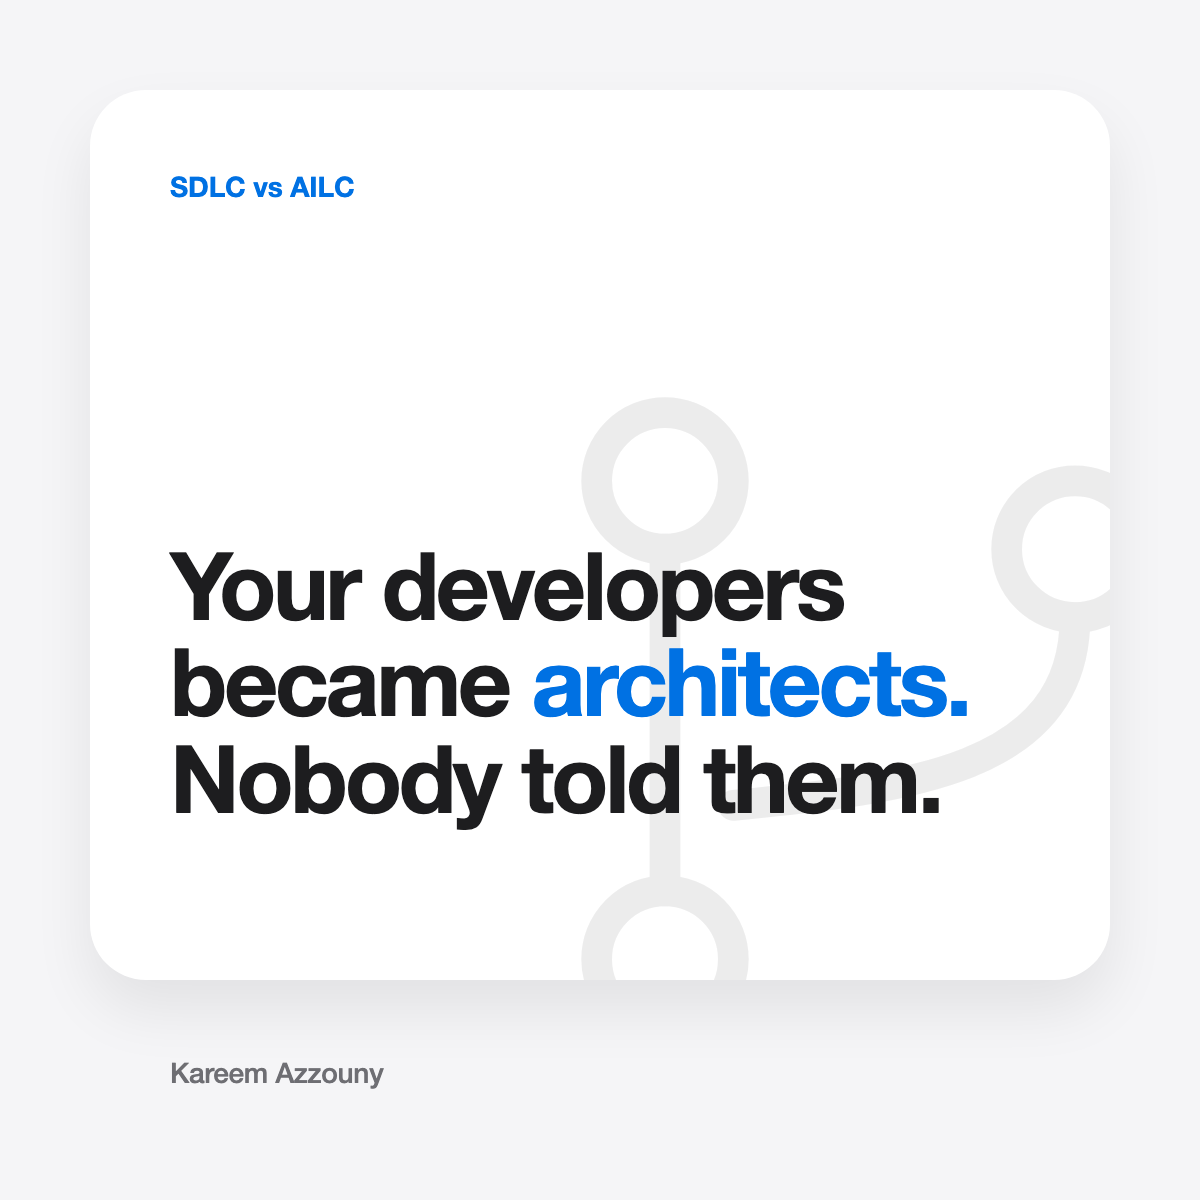 SDLC vs AILC
Your developers
became architects.
Nobody told them.
Kareem Azzouny